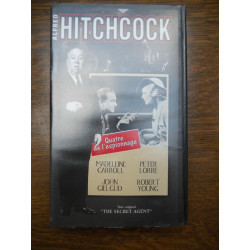 ALFRED
HITCHCOCK
Quatre
de l'espionnage
MADELEINE
CARROLL
PETER
LORRE
JOHN
GIELGUD
ROBERT
YOUNG
Titre original
"THE SECRET AGENT"